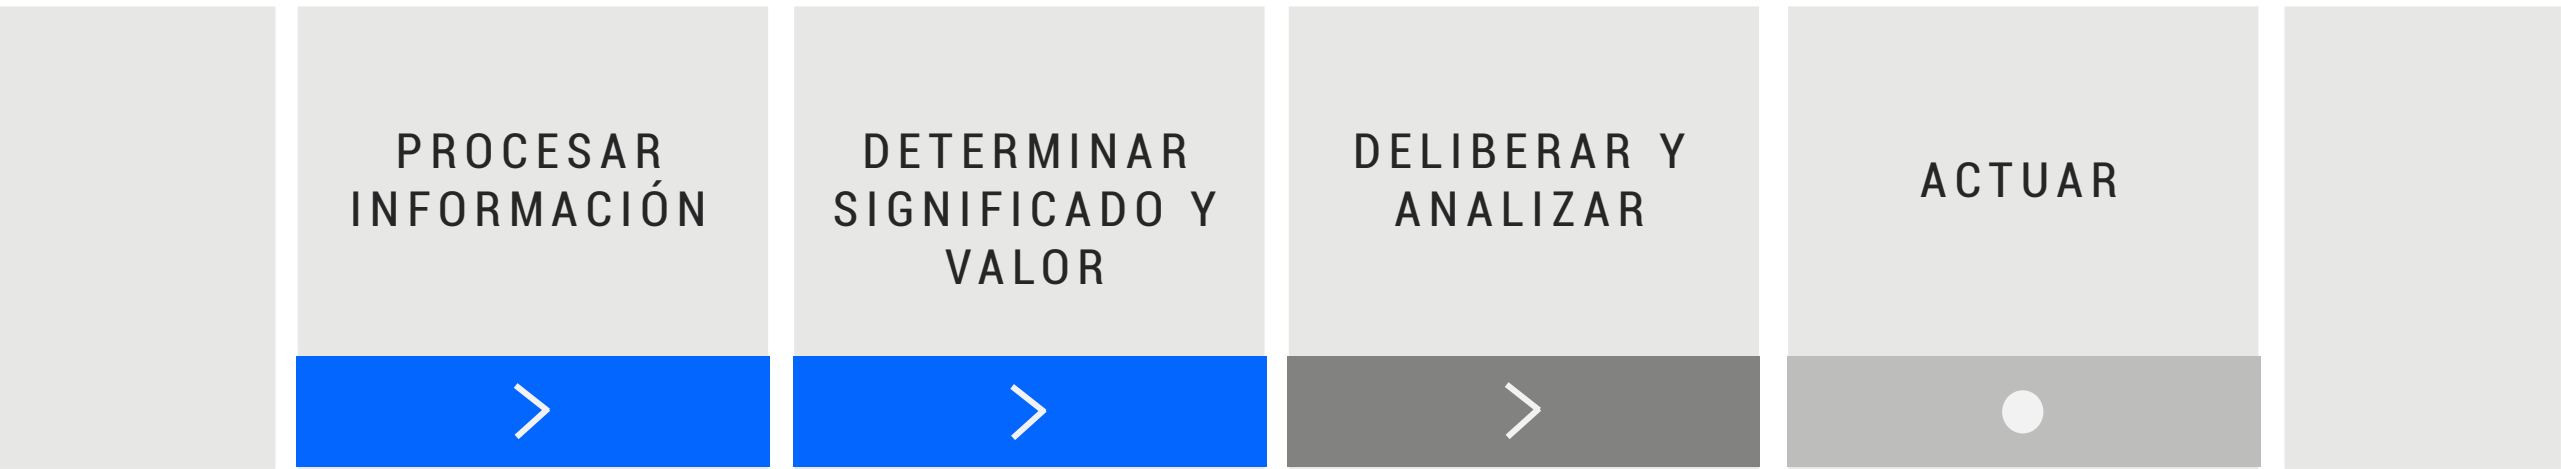 PROCESAR
INFORMACIÓN
DETERMINAR
SIGNIFICADO Y
VALOR
DELIBERAR Y
ANALIZAR
ACTUAR